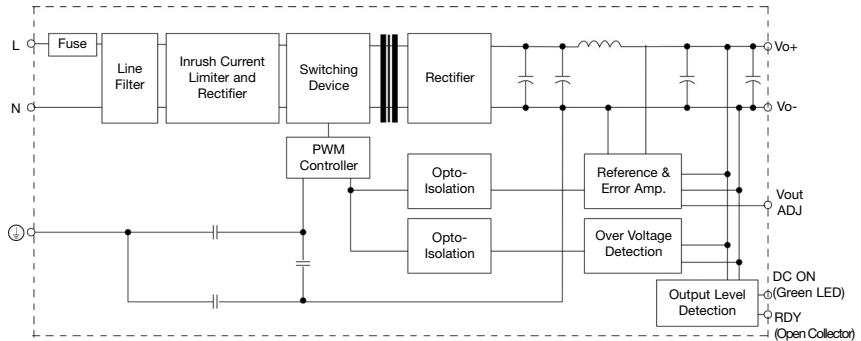 L
Fuse
Line
Filter
Inrush Current
Limiter and
Rectifier
Switching
Device
Rectifier
Vo+
N
Vo-
PWM
Controller
Opto-
Isolation
Reference &
Error Amp.
Vout
ADJ
Opto-
Isolation
Over Voltage
Detection
Output Level
Detection
DC ON
(Green LED)
RDY
(Open Collector)